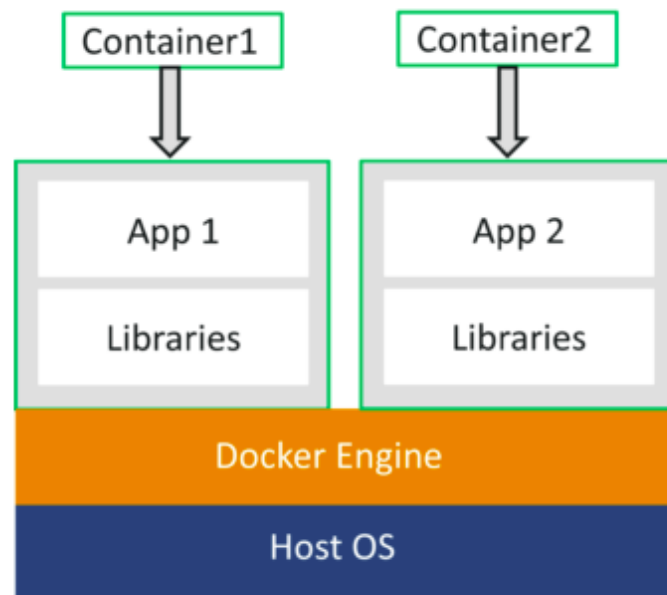 Container1
Container2
App 1
Libraries
App 2
Libraries
Docker Engine
Host OS